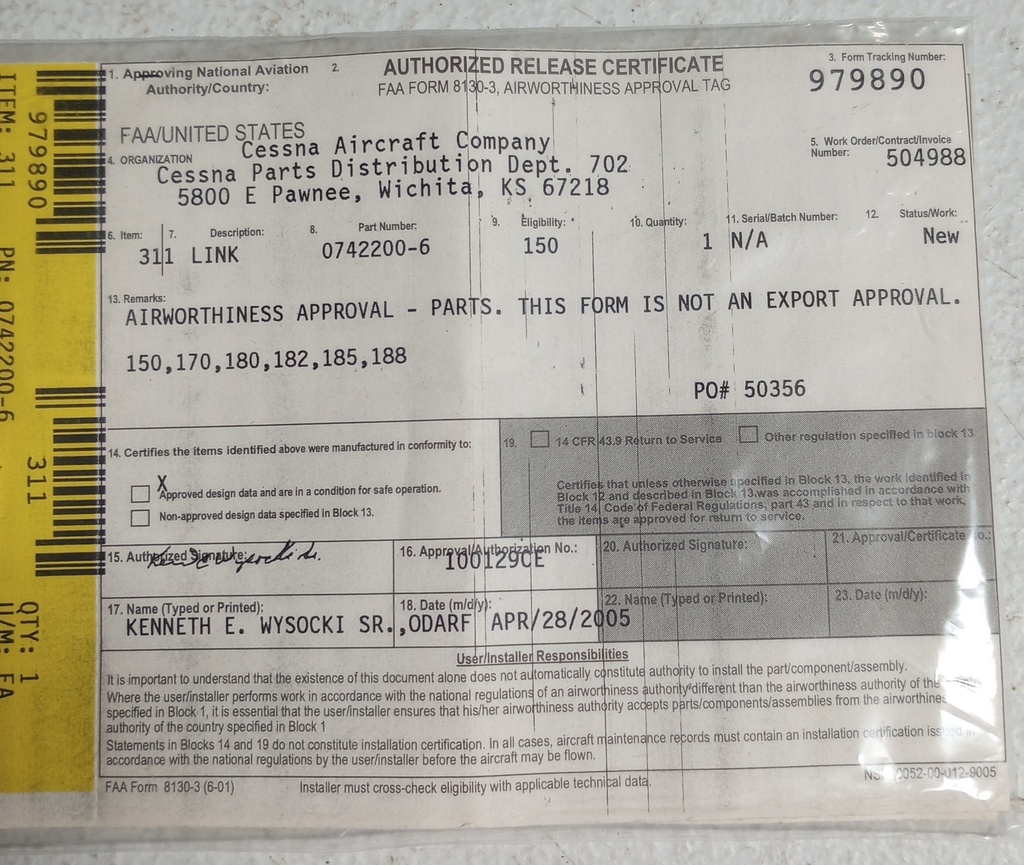 1. Approving National Aviation Authority/Country:
2.
AUTHORIZED RELEASE CERTIFICATE
FAA FORM 8130-3, AIRWORTHINESS APPROVAL TAG
3. Form Tracking Number:
979890
FAA/UNITED STATES
4. ORGANIZATION
Cessna Aircraft Company
Cessna Parts Distribution Dept. 702
5800 E Pawnee, Wichita, KS 67218
5. Work Order/Contract/Invoice
Number: 504988
6. Item: 7. Description: 8. Part Number: 9. Eligibility: 10. Quantity: 11. Serial/Batch Number: 12. Status/Work:
311 LINK 0742200-6 150 1 N/A New
13. Remarks:
AIRWORTHINESS APPROVAL - PARTS. THIS FORM IS NOT AN EXPORT APPROVAL.
150,170,180,182,185,188
PO# 50356
14. Certifies the items identified above were manufactured in conformity to:
X
Approved design data and are in a condition for safe operation.
Non-approved design data specified in Block 13.
19. 14 CFR 43.9 Return to Service Other regulation specified in block 13
Certifies that unless otherwise specified in Block 13, the work identified in
Block 12 and described in Block 13 was accomplished in accordance with
Title 14, Code of Federal Regulations, part 43 and in respect to that work,
the items are approved for return to service.
15. Authorized Signature:
16. Approval/Authorization No.:
100129CE
20. Authorized Signature:
21. Approval/Certificate No.:
17. Name (Typed or Printed):
KENNETH E. WYSOCKI SR.,ODARF
18. Date (m/d/y):
APR/28/2005
22. Name (Typed or Printed):
23. Date (m/d/y):
User/Installer Responsibilities
It is important to understand that the existence of this document alone does not automatically constitute authority to install the part/component/assembly.
Where the user/installer performs work in accordance with the national regulations of an airworthiness authority different than the airworthiness authority of the
specified in Block 1, it is essential that the user/installer ensures that his/her airworthiness authority accepts parts/components/assemblies from the airworthiness
authority of the country specified in Block 1
Statements in Blocks 14 and 19 do not constitute installation certification. In all cases, aircraft maintenance records must contain an installation certification issued in
accordance with the national regulations by the user/installer before the aircraft may be flown.
FAA Form 8130-3 (6-01) Installer must cross-check eligibility with applicable technical data. 0052-00-012-9005
979890
311
ITEM: 311 PN: 0742200-6
QTY: 1
U/M: EA